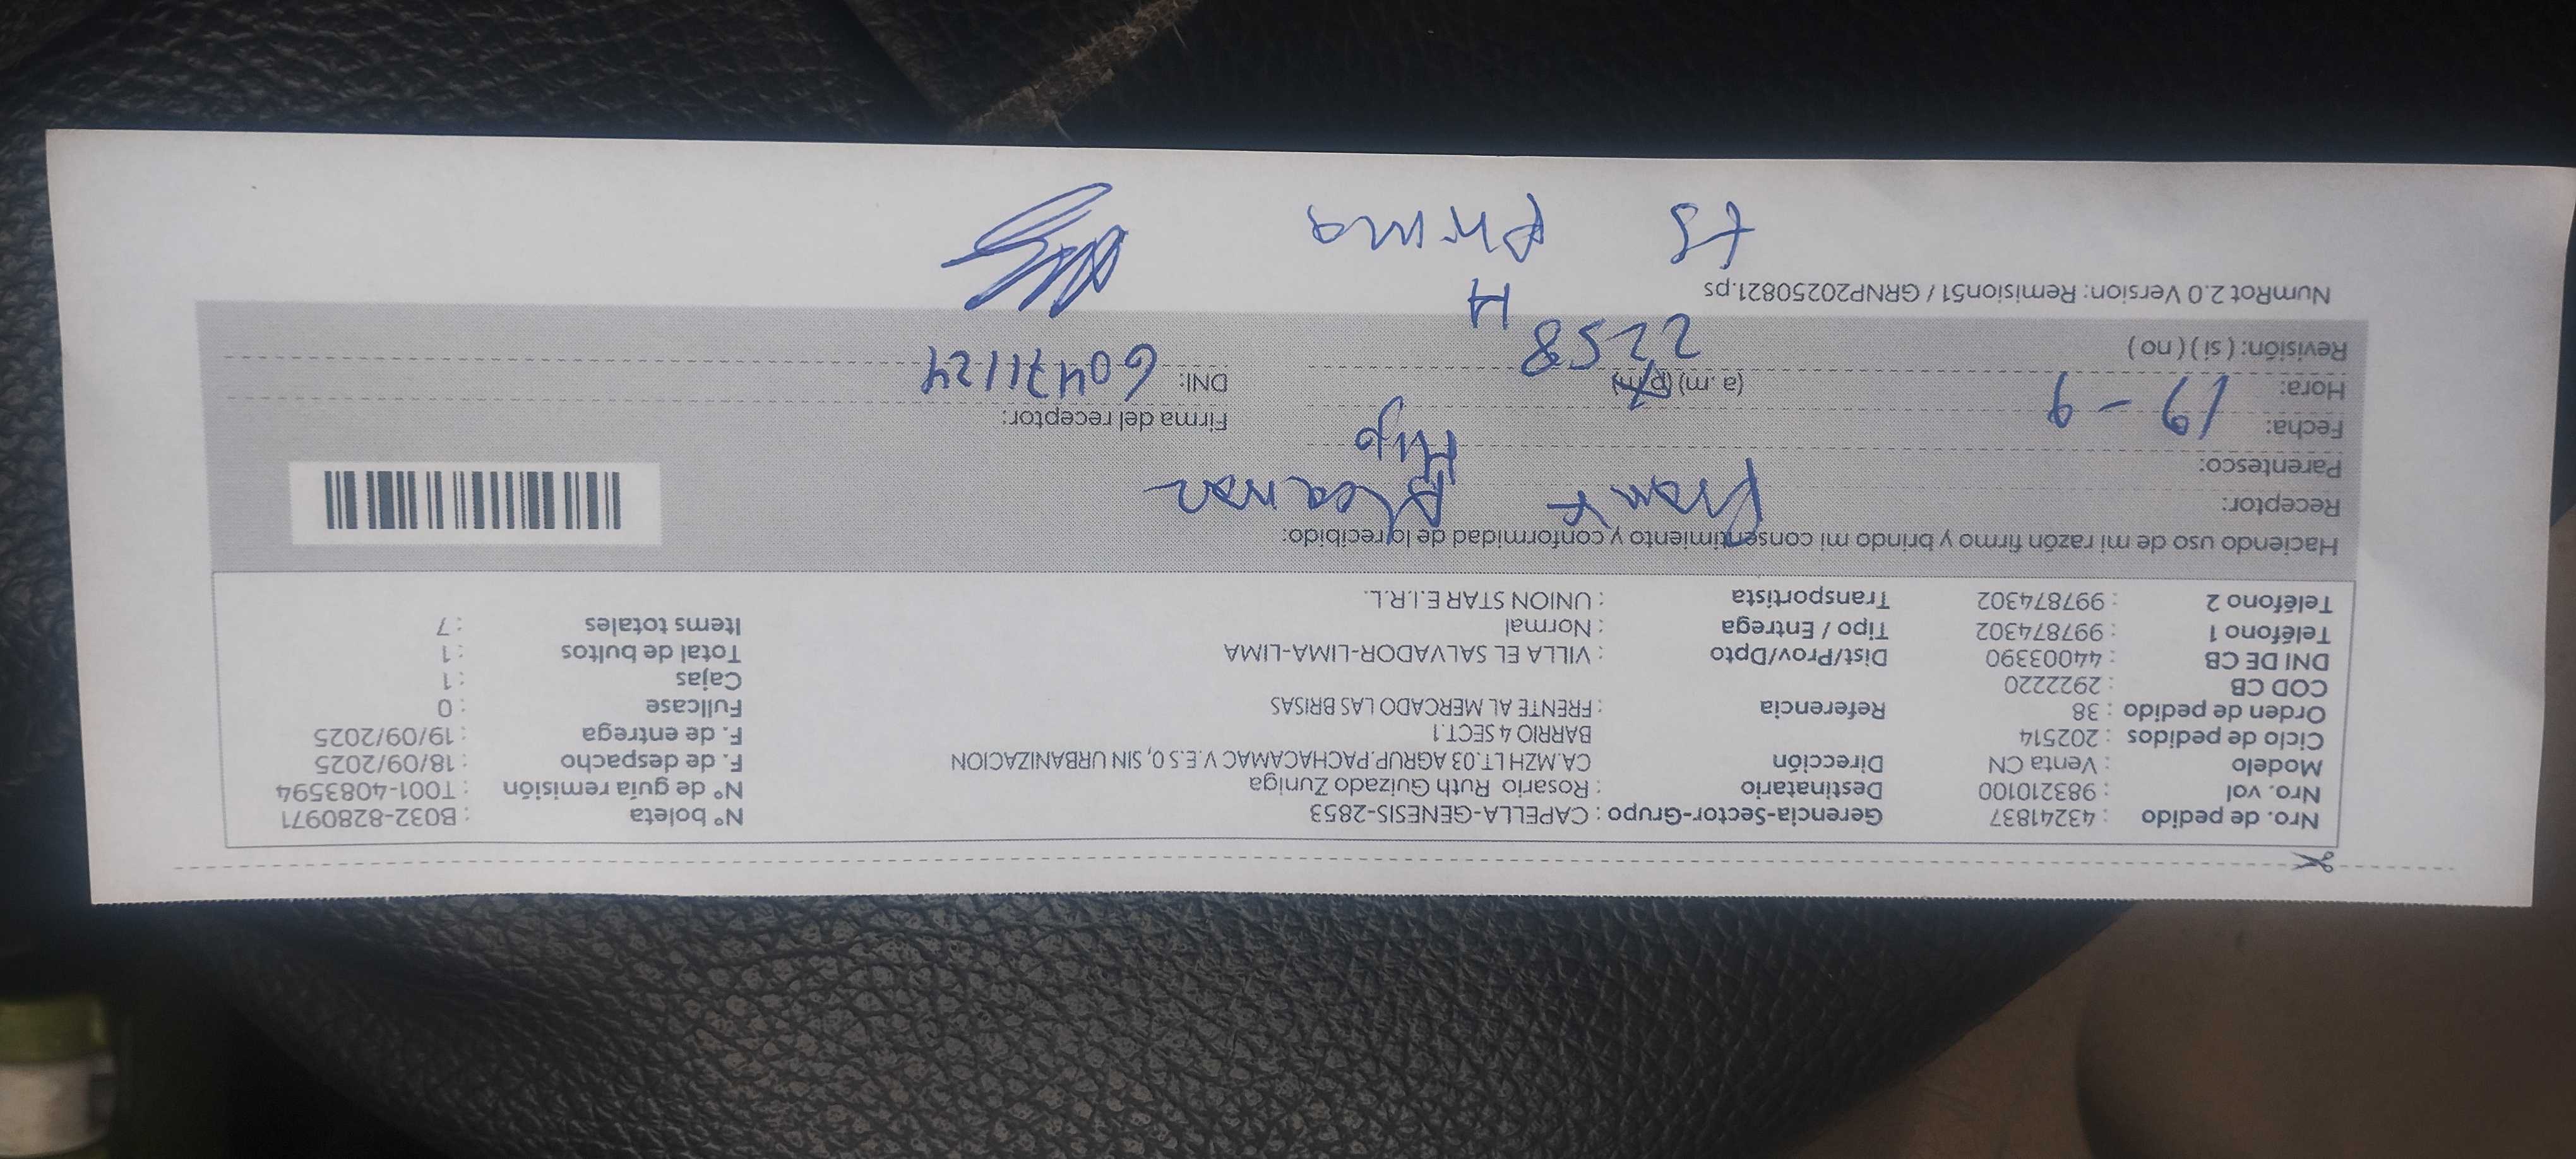 Nro. de pedido : 43241837 Gerencia-Sector-Grupo : CAPELLA-GENESIS-2853 Nº boleta : B032-8280971
Nro. vol : 983210100 Destinatario : Rosario Ruth Guizado Zuniga Nº de guía remisión : T001-4083594
Modelo : Venta CN Dirección CA.MZH LT.03 AGRUP.PACHACAMAC V.E.S 0, SIN URBANIZACION F. de despacho : 18/09/2025
Ciclo de pedidos : 202514 BARRIO 4 SECT.1 F. de entrega : 19/09/2025
Orden de pedido : 38 Referencia : FRENTE AL MERCADO LAS BRISAS Fullcase : 0
COD CB : 2922220 Cajas : 1
DNI DE CB : 44003390 Dist/Prov/Dpto : VILLA EL SALVADOR-LIMA-LIMA Total de bultos : 1
Teléfono 1 : 997874302 Tipo / Entrega : Normal Items totales : 7
Teléfono 2 : 997874302 Transportista : UNION STAR E.I.R.L.
Haciendo uso de mi razón firmo y brindo mi consentimiento y conformidad de lo recibido:
Receptor: Frank
Parentesco: Hijo
Fecha: 19-9 Firma del receptor:
Hora: (a. m) (p. m) DNI: 60471124
Revisión: ( si ) ( no ) 2258
H
NumRot 2.0 Version: Remision51 / GRNP20250821.ps
ts Firma